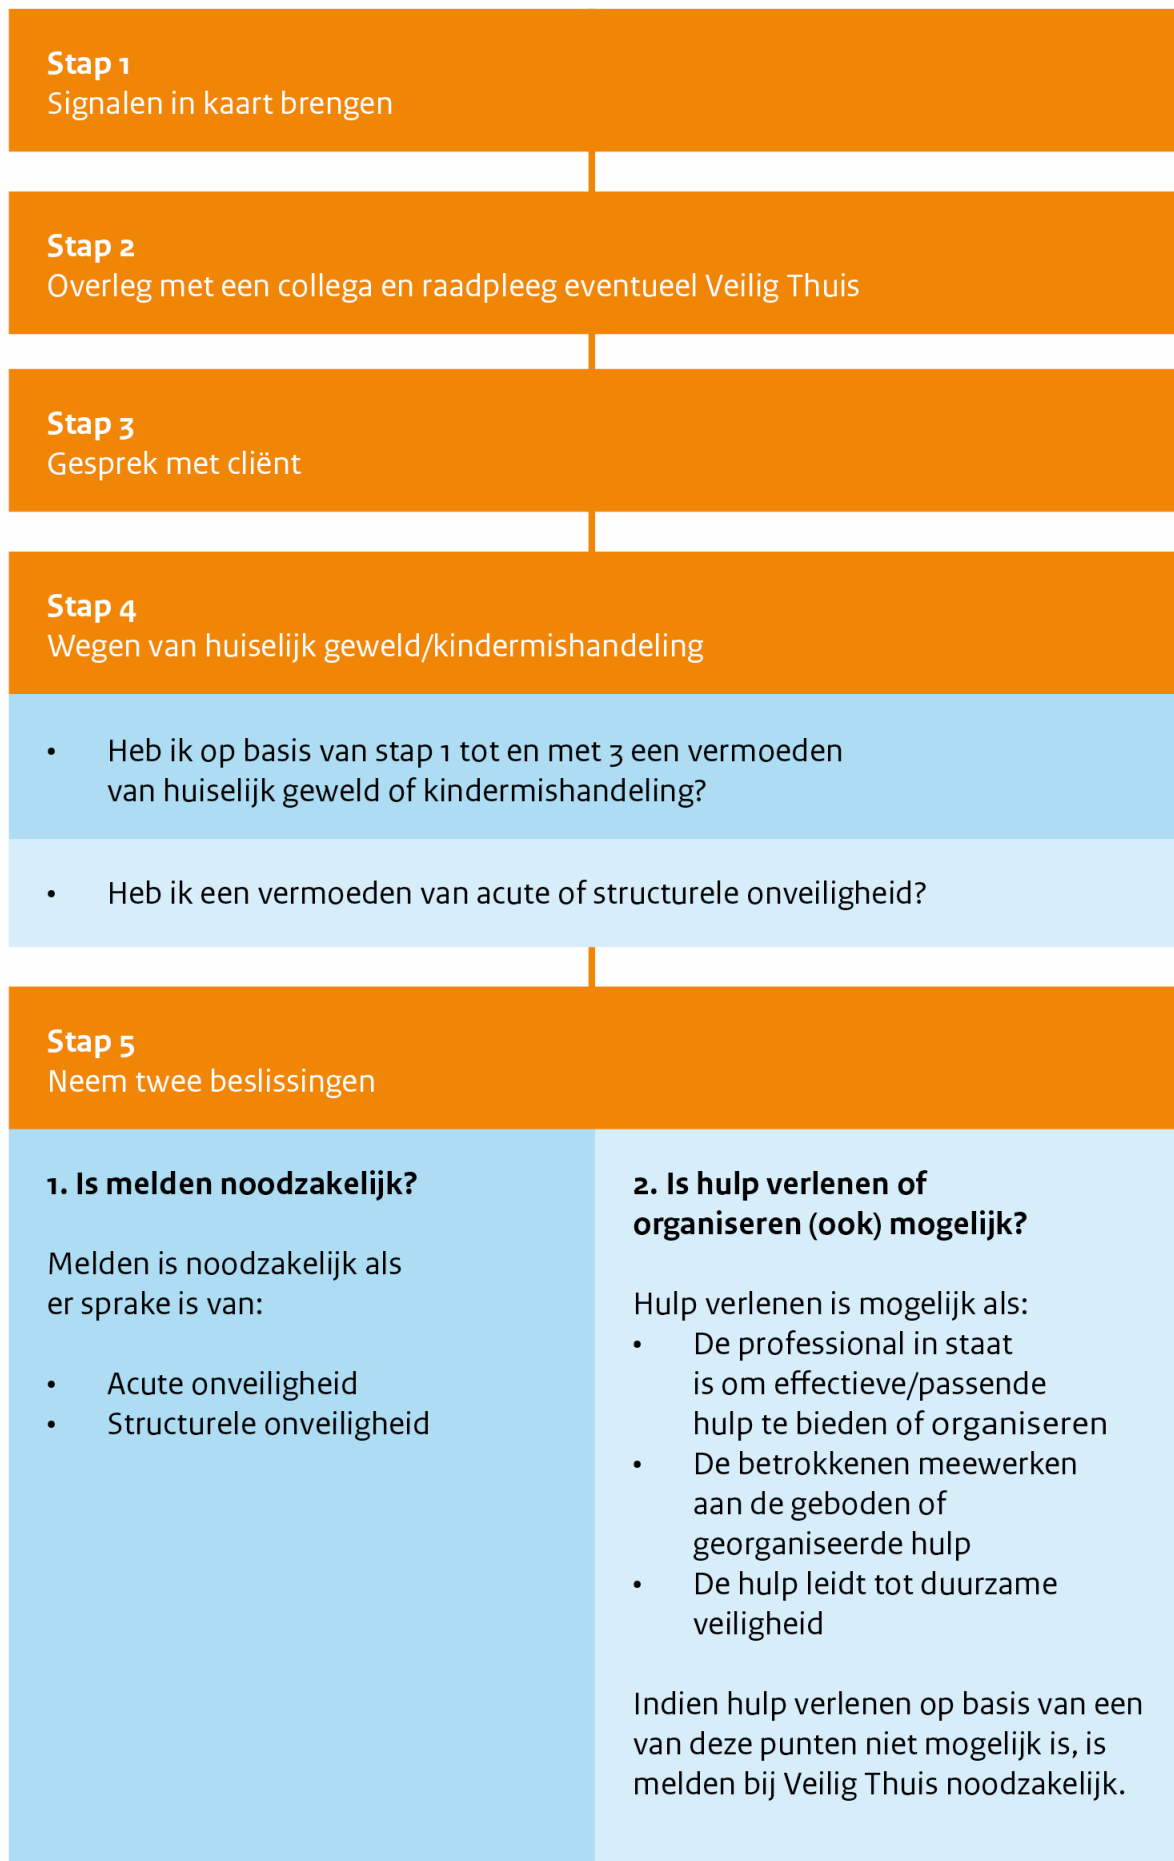 Stap 1
Signalen in kaart brengen
Stap 2
Overleg met een collega en raadpleeg eventueel Veilig Thuis
Stap 3
Gesprek met cliënt
Stap 4
Wegen van huiselijk geweld/kindermishandeling
• Heb ik op basis van stap 1 tot en met 3 een vermoeden
van huiselijk geweld of kindermishandeling?
• Heb ik een vermoeden van acute of structurele onveiligheid?
Stap 5
Neem twee beslissingen
1. Is melden noodzakelijk?
Melden is noodzakelijk als
er sprake is van:
• Acute onveiligheid
• Structurele onveiligheid
2. Is hulp verlenen of
organiseren (ook) mogelijk?
Hulp verlenen is mogelijk als:
• De professional in staat
is om effectieve/passende
hulp te bieden of organiseren
• De betrokkenen meewerken
aan de geboden of
georganiseerde hulp
• De hulp leidt tot duurzame
veiligheid
Indien hulp verlenen op basis van een
van deze punten niet mogelijk is, is
melden bij Veilig Thuis noodzakelijk.